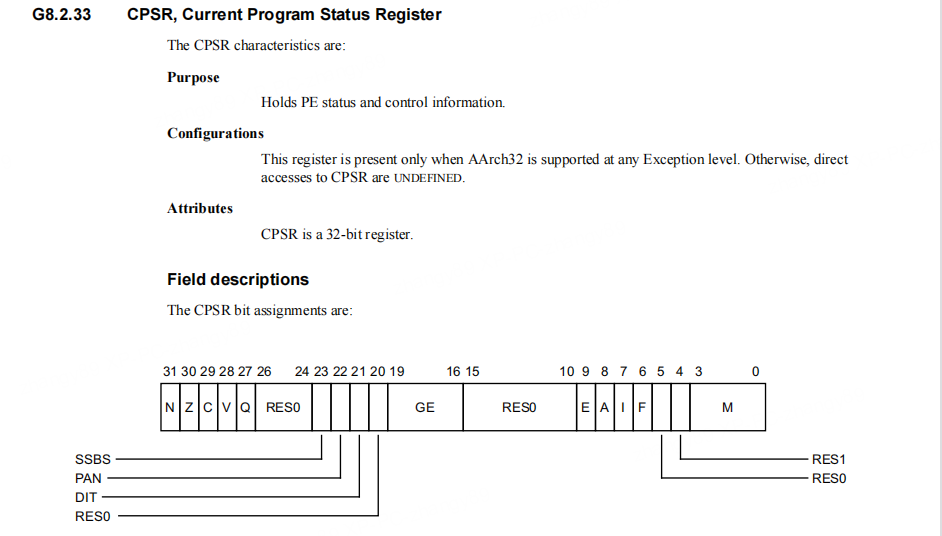 G8.2.33 CPSR, Current Program Status Register
The CPSR characteristics are:
Purpose
Holds PE status and control information.
Configurations
This register is present only when AArch32 is supported at any Exception level. Otherwise, direct
accesses to CPSR are UNDEFINED.
Attributes
CPSR is a 32-bit register.
Field descriptions
The CPSR bit assignments are:
31 30 29 28 27 26 24 23 22 21 20 19 16 15 10 9 8 7 6 5 4 3 0
N Z C V Q RES0 GE RES0 E A I F M
SSBS RES1
PAN RES0
DIT
RES0